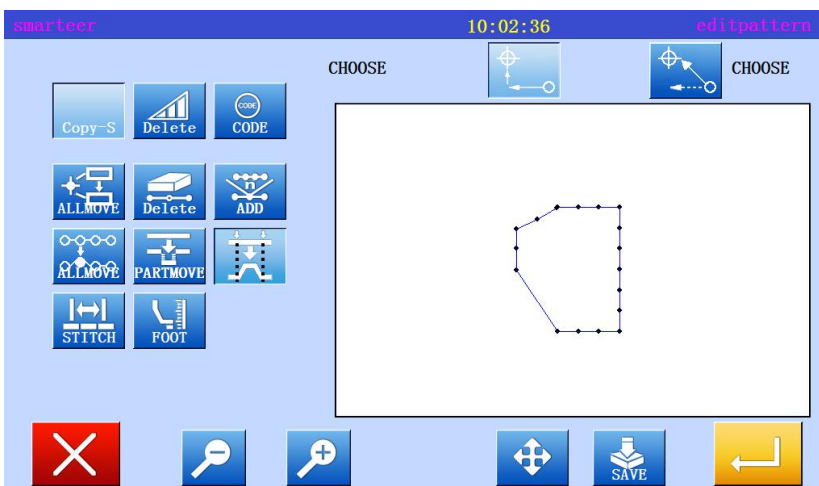 smarteer 10:02:36 editpattern
CHOOSE CHOOSE
Copy-S Delete CODE CODE
ALLMOVE Delete n ADD
ALLMOVE PARTMOVE
STITCH FOOT
SAVE